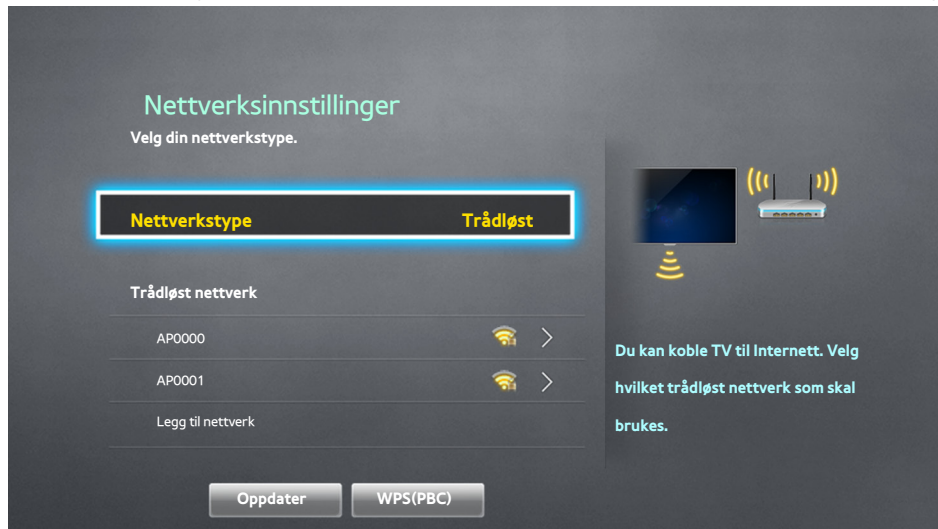 Nettverksinnstillinger
Velg din nettverkstype.
Nettverkstype Trådløst
Trådløst nettverk
AP0000
AP0001
Legg til nettverk
Oppdater WPS(PBC)
Du kan koble TV til Internett. Velg
hvilket trådløst nettverk som skal
brukes.